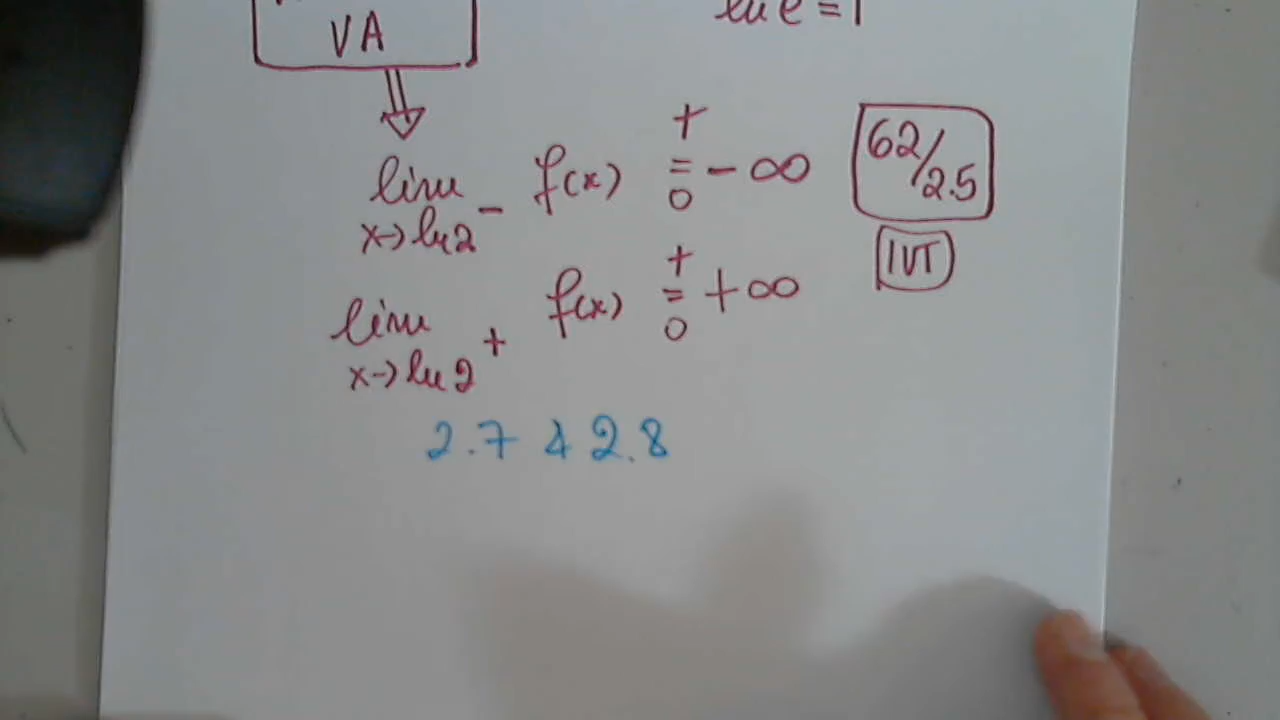 VA
ln e = 1
lim f(x) + = - ∞
x→ln2⁻ 0
62/2.5
IVT
lim f(x) + = + ∞
x→ln2⁺ 0
2.7 & 2.8